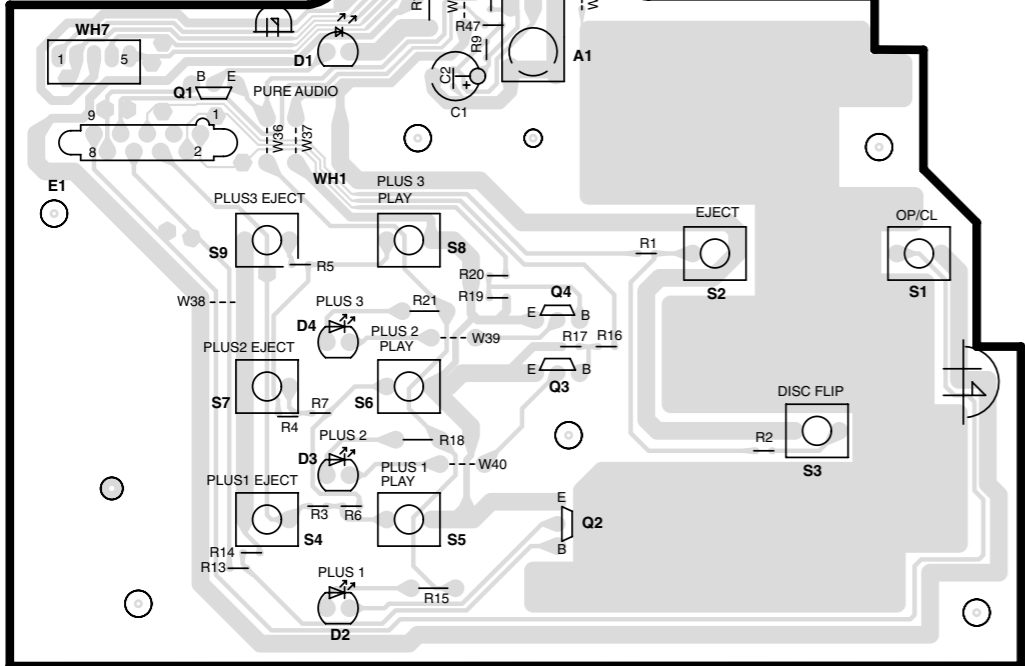 R
W
W
WH7
R47
1 5
D1
R9
A1
C2
+
B E
Q1
PURE AUDIO
C1
9 1
W36
W37
8 2
WH1
E1
PLUS3 EJECT
PLUS 3
PLAY
EJECT
OP/CL
S9
S8
R1
R5
R20
S2
S1
W38
PLUS 3
R21
R19
Q4
E B
D4
PLUS 2
PLAY
W39
R17 R16
PLUS2 EJECT
E B
Q3
S7
R7
S6
DISC FLIP
R4
PLUS 2
R18
R2
D3
PLUS 1
PLAY
W40
S3
PLUS1 EJECT
E
R3 R6
Q2
S4
S5
B
R14
R13
PLUS 1
R15
D2